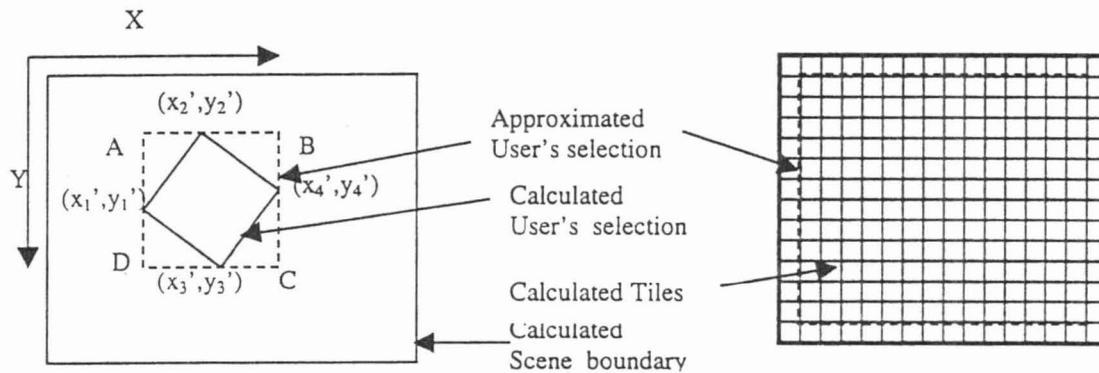 X
(x₂',y₂')
A
B
Y
(x₁',y₁')
(x₄',y₄')
D
(x₃',y₃')
C
Approximated
User's selection
Calculated
User's selection
Calculated Tiles
Calculated
Scene boundary